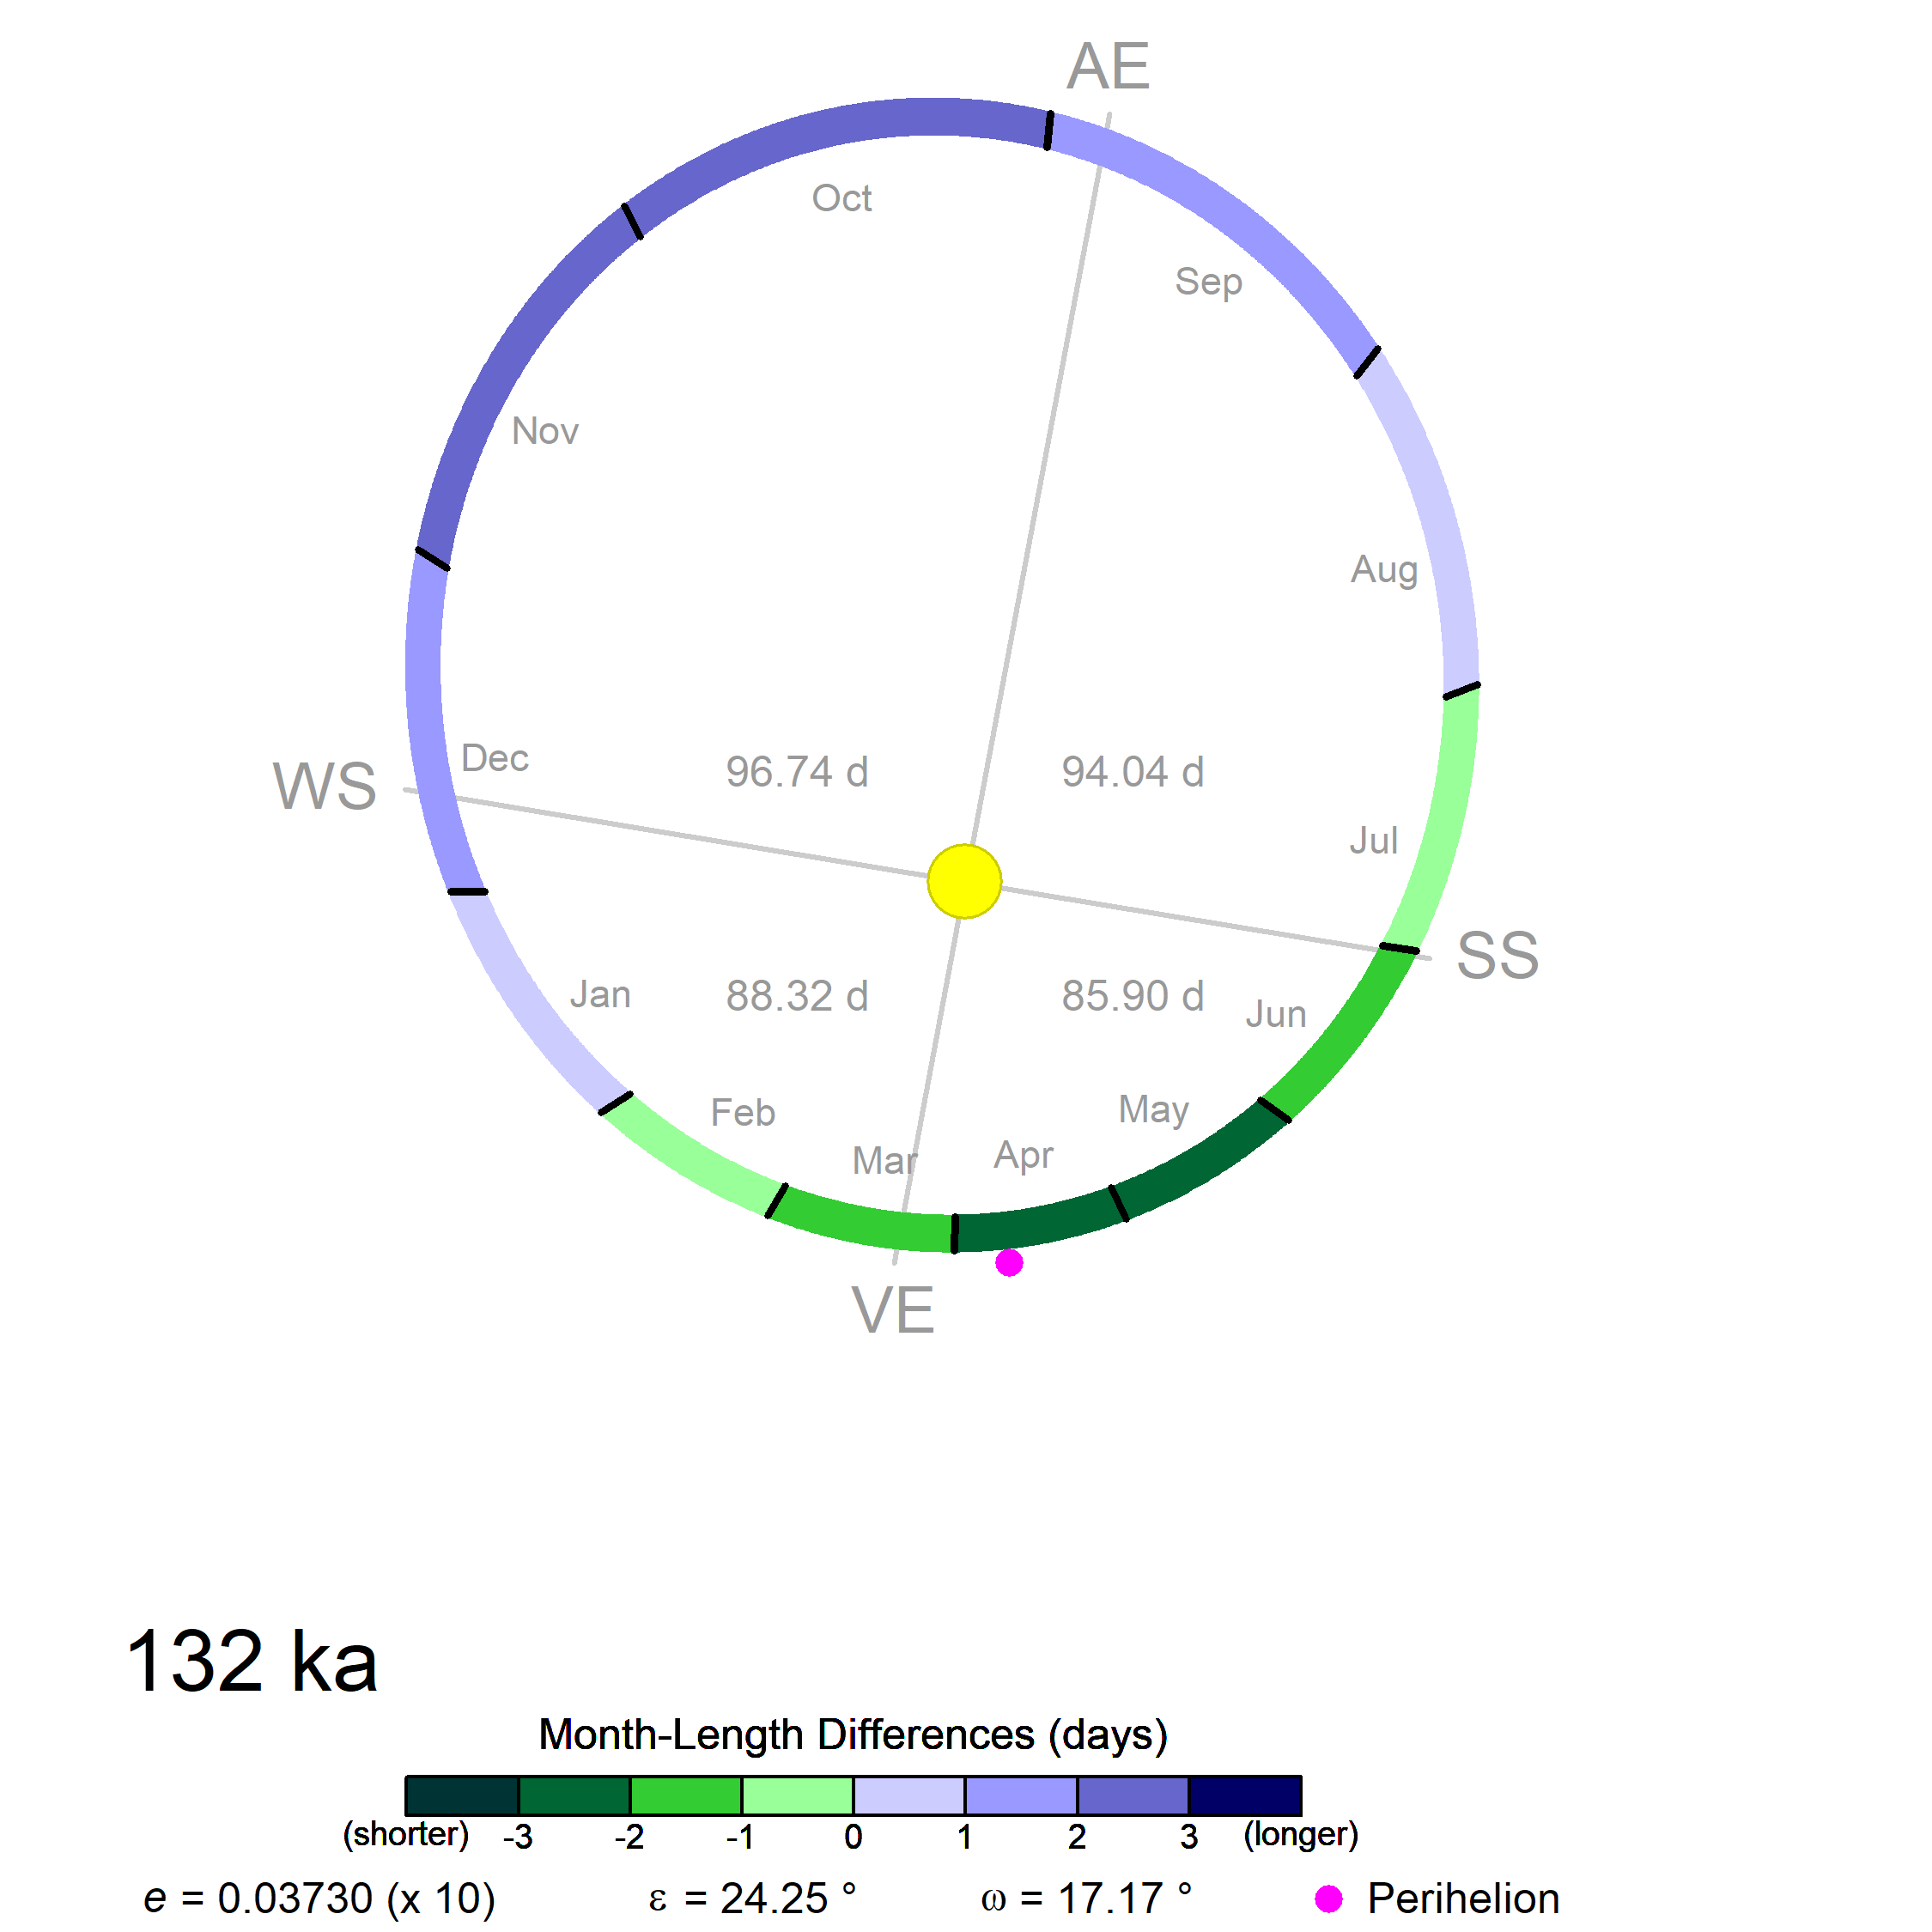 AE
Oct
Sep
Nov
Aug
WS
Dec
96.74 d
94.04 d
Jul
SS
Jan
88.32 d
85.90 d
Jun
Feb
May
Mar
Apr
VE
132 ka
Month-Length Differences (days)
(shorter) -3 -2 -1 0 1 2 3 (longer)
e = 0.03730 (x 10) ε = 24.25 ° ω = 17.17 ° Perihelion